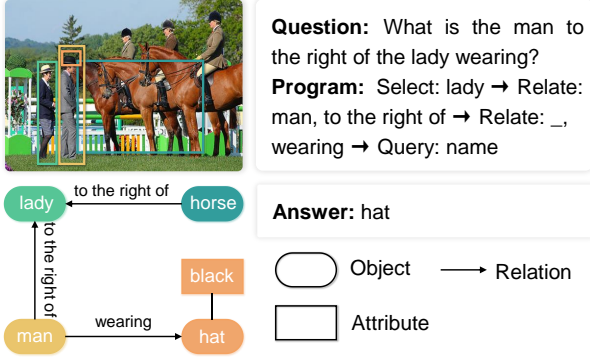 Question: What is the man to
the right of the lady wearing?
Program: Select: lady → Relate:
man, to the right of → Relate: _,
wearing → Query: name
Answer: hat
lady
to the right of
horse
to the right of
black
man
wearing
hat
Object
Relation
Attribute